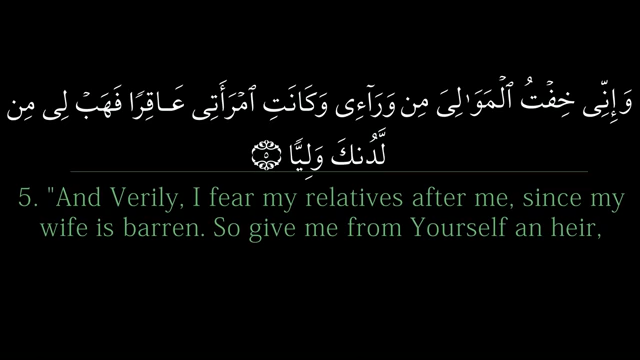 وَإِنِّى خِفْتُ ٱلْمَوَٰلِىَ مِن وَرَآءِى وَكَانَتِ ٱمْرَأَتِى عَاقِرًا فَهَبْ لِى مِن
لَّدُنكَ وَلِيًّا ۝٥
5. "And Verily, I fear my relatives after me, since my
wife is barren. So give me from Yourself an heir,